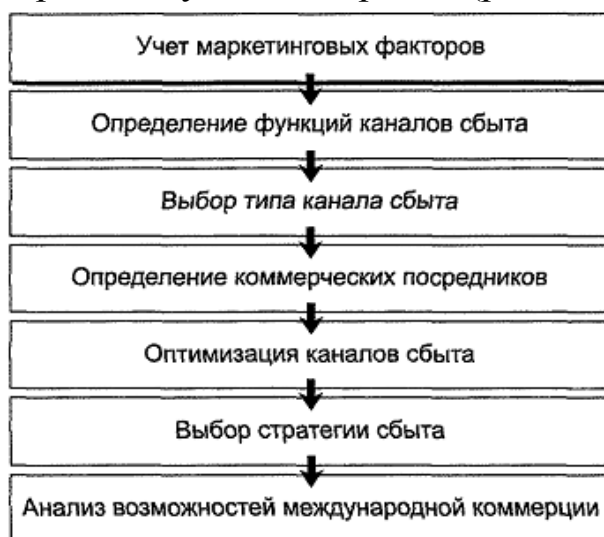 Учет маркетинговых факторов
Определение функций каналов сбыта
Выбор типа канала сбыта
Определение коммерческих посредников
Оптимизация каналов сбыта
Выбор стратегии сбыта
Анализ возможностей международной коммерции